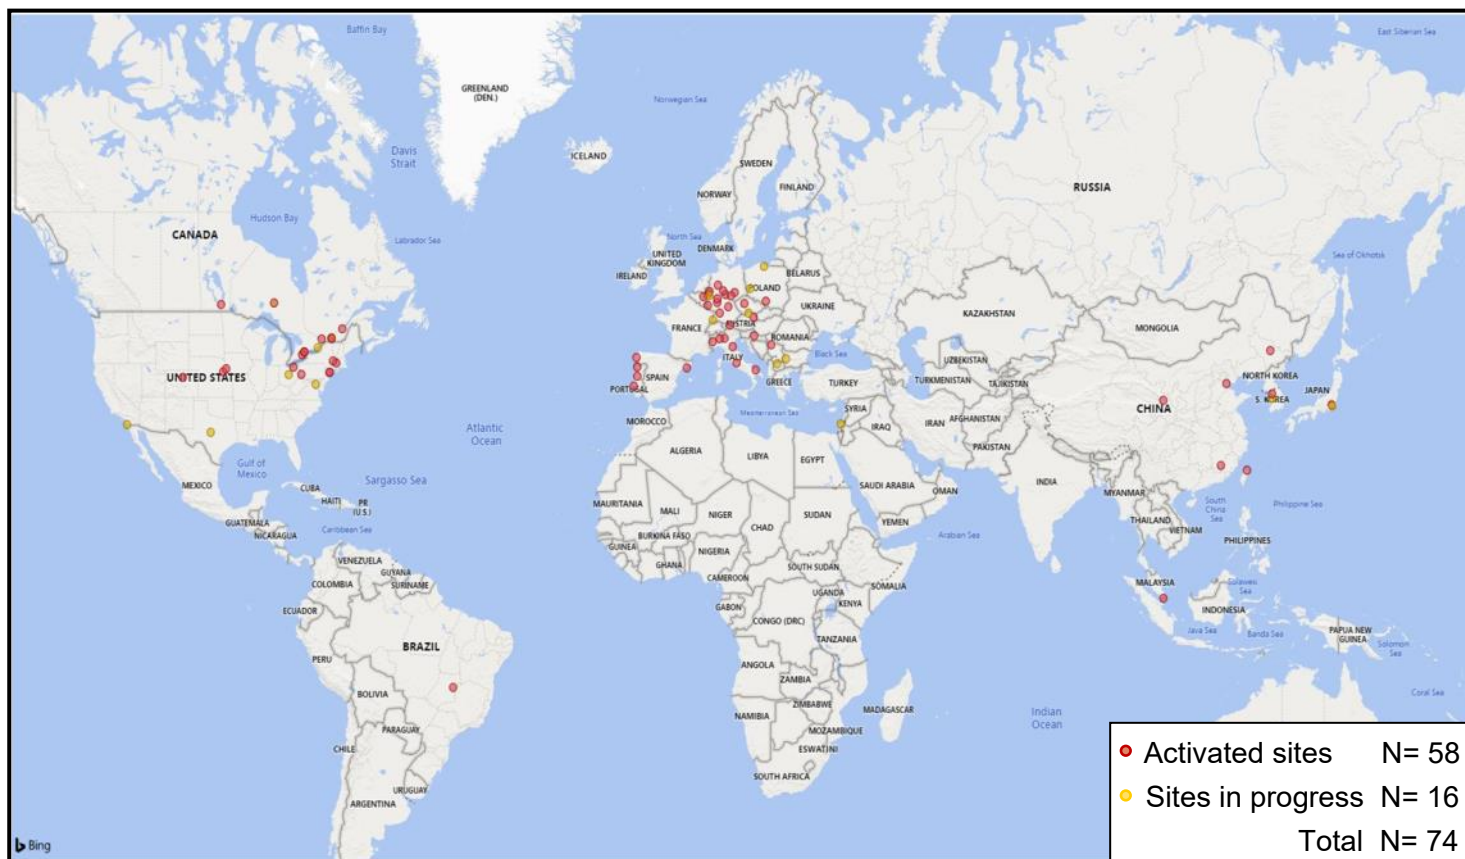 Baffin Bay
East Siberian Sea
GREENLAND
(DEN.)
Norwegian Sea
Davis
Strait
ICELAND
SWEDEN
FINLAND
NORWAY
RUSSIA
Hudson Bay
CANADA
Labrador Sea
North Sea
DENMARK
UNITED
KINGDOM
IRELAND
BELARUS
POLAND
Sea of Okhotsk
UKRAINE
KAZAKHSTAN
MONGOLIA
FRANCE
AUSTRIA
ROMANIA
Black Sea
ITALY
UZBEKISTAN
UNITED STATES
PORTUGAL
SPAIN
GREECE
TURKEY
TURKMENISTAN
TAJIKISTAN
NORTH KOREA
S. KOREA
JAPAN
CHINA
Mediterranean Sea
SYRIA
IRAQ
IRAN
AFGHANISTAN
PAKISTAN
MOROCCO
Atlantic
Ocean
ALGERIA
LIBYA
EGYPT
Gulf of
Mexico
MEXICO
CUBA
HAITI
PR
(U.S.)
Sargasso Sea
SAUDI ARABIA
OMAN
INDIA
MYANMAR
South
China
Sea
Philippine Sea
MAURITANIA
MALI
NIGER
CHAD
SUDAN
YEMEN
Arabian Sea
THAILAND
VIETNAM
PHILIPPINES
GUATEMALA
NICARAGUA
Caribbean Sea
GUINEA
BURKINA FASO
GHANA
NIGERIA
CAMEROON
SOUTH SUDAN
SOMALIA
VENEZUELA
GUYANA
SURINAME
COLOMBIA
ECUADOR
GABON
CONGO (DRC)
UGANDA
KENYA
TANZANIA
MALAYSIA
Sulawesi
Sea
INDONESIA
Java Sea
Banda Sea
PAPUA NEW
GUINEA
Solomon
Sea
BRAZIL
PERU
BOLIVIA
ANGOLA
ZAMBIA
ZIMBABWE
MOZAMBIQUE
MADAGASCAR
NAMIBIA
ESWATINI
SOUTH AFRICA
Indian
Ocean
Coral Sea
PARAGUAY
CHILE
URUGUAY
ARGENTINA
Activated sites N= 58
Sites in progress N= 16
Total N= 74
Bing